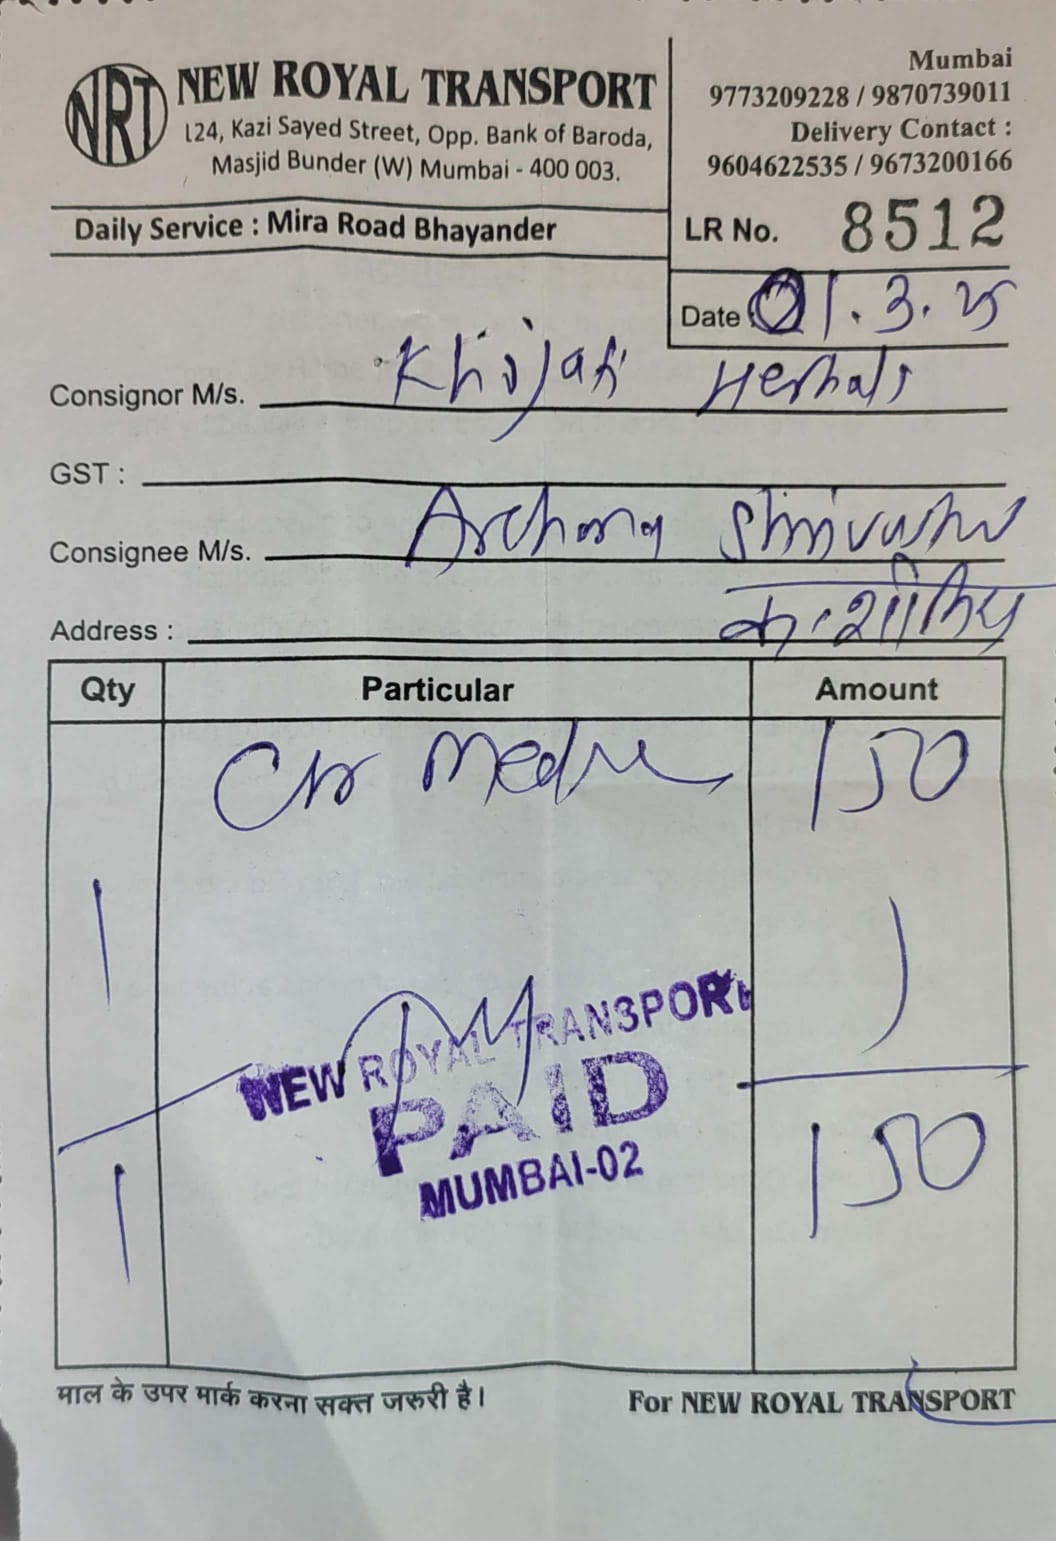 NRT
NEW ROYAL TRANSPORT
124, Kazi Sayed Street, Opp. Bank of Baroda,
Masjid Bunder (W) Mumbai - 400 003.
Daily Service : Mira Road Bhayander
Mumbai
9773209228 / 9870739011
Delivery Contact :
9604622535 / 9673200166
LR No. 8512
Date 01.3.25
Consignor M/s. Herbals
GST :
Consignee M/s. Archana
Address :
Qty Particular Amount
150
1
NEW ROYAL TRANSPORT
PAID
MUMBAI-02
1 150
माल के उपर मार्क करना सक्त जरुरी है।
For NEW ROYAL TRANSPORT